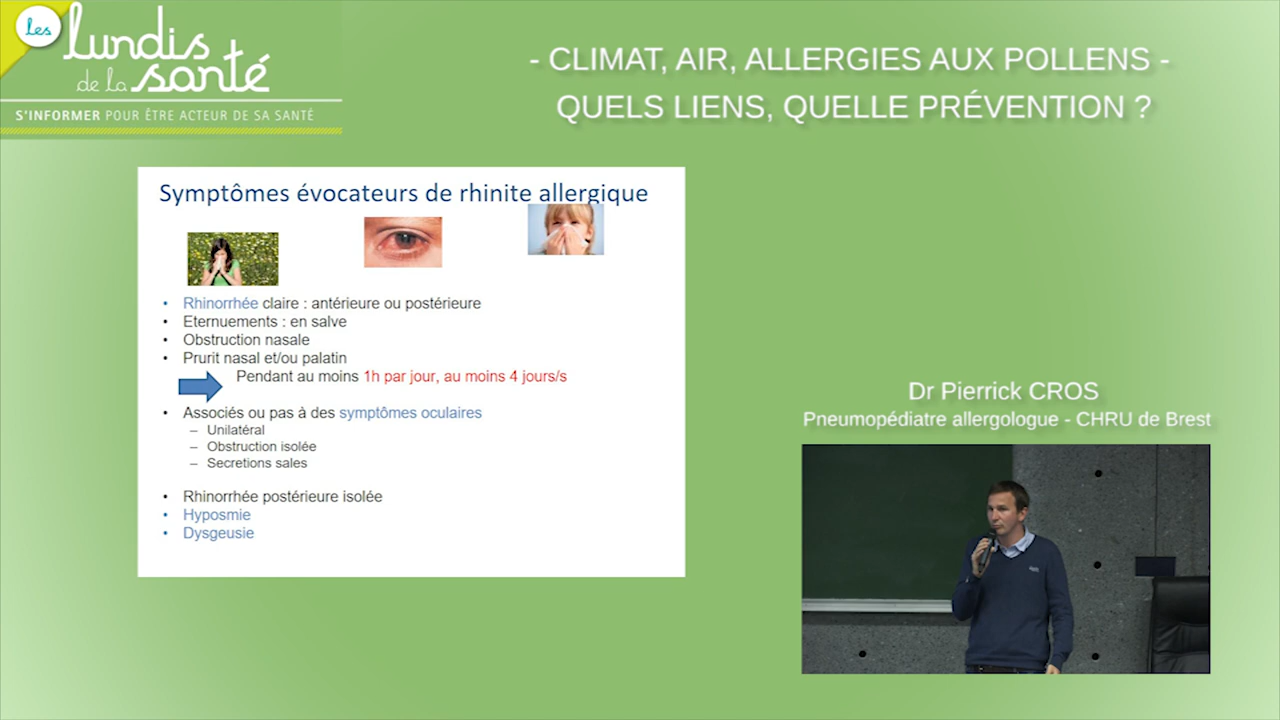 Les
lundis
de la santé
S'INFORMER POUR ÊTRE ACTEUR DE SA SANTÉ
- CLIMAT, AIR, ALLERGIES AUX POLLENS -
QUELS LIENS, QUELLE PRÉVENTION ?
Symptômes évocateurs de rhinite allergique
• Rhinorrhée claire : antérieure ou postérieure
• Eternuements : en salve
• Obstruction nasale
• Prurit nasal et/ou palatin
Pendant au moins 1h par jour, au moins 4 jours/s
• Associés ou pas à des symptômes oculaires
– Unilatéral
– Obstruction isolée
– Secretions sales
• Rhinorrhée postérieure isolée
• Hyposmie
• Dysgeusie
Dr Pierrick CROS
Pneumopédiatre allergologue - CHRU de Brest